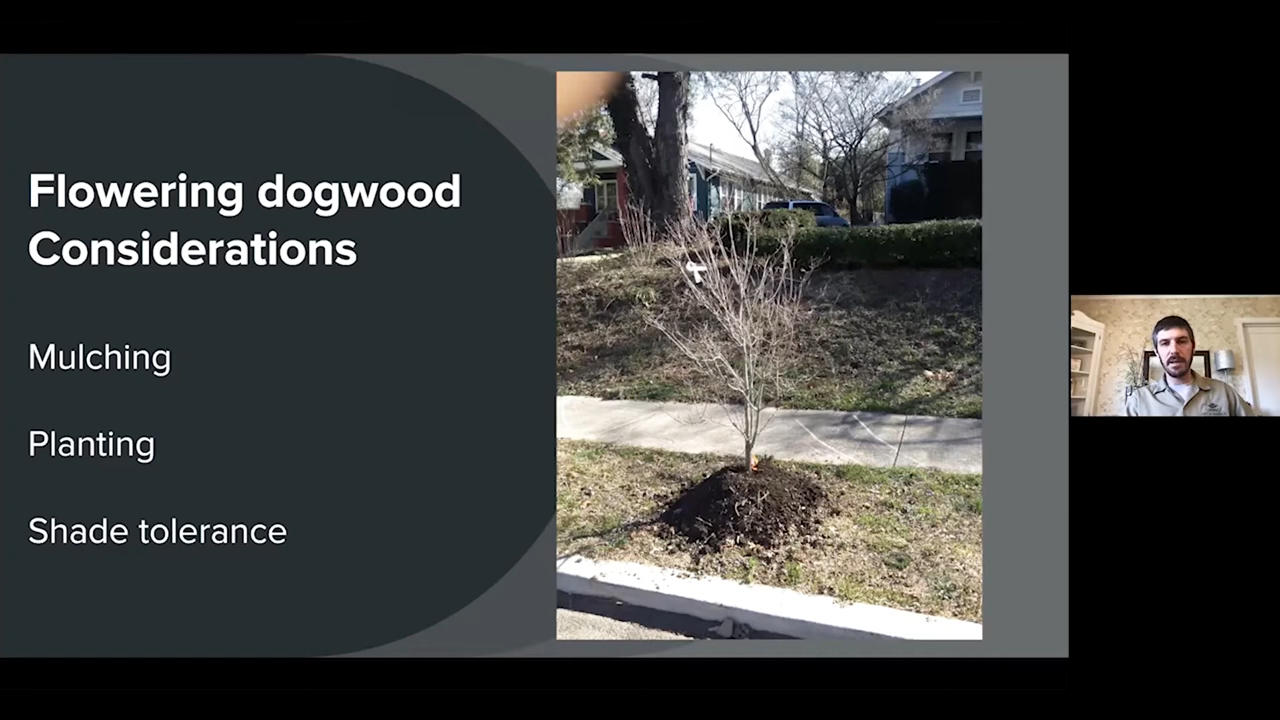 Flowering dogwood
Considerations
Mulching
Planting
Shade tolerance